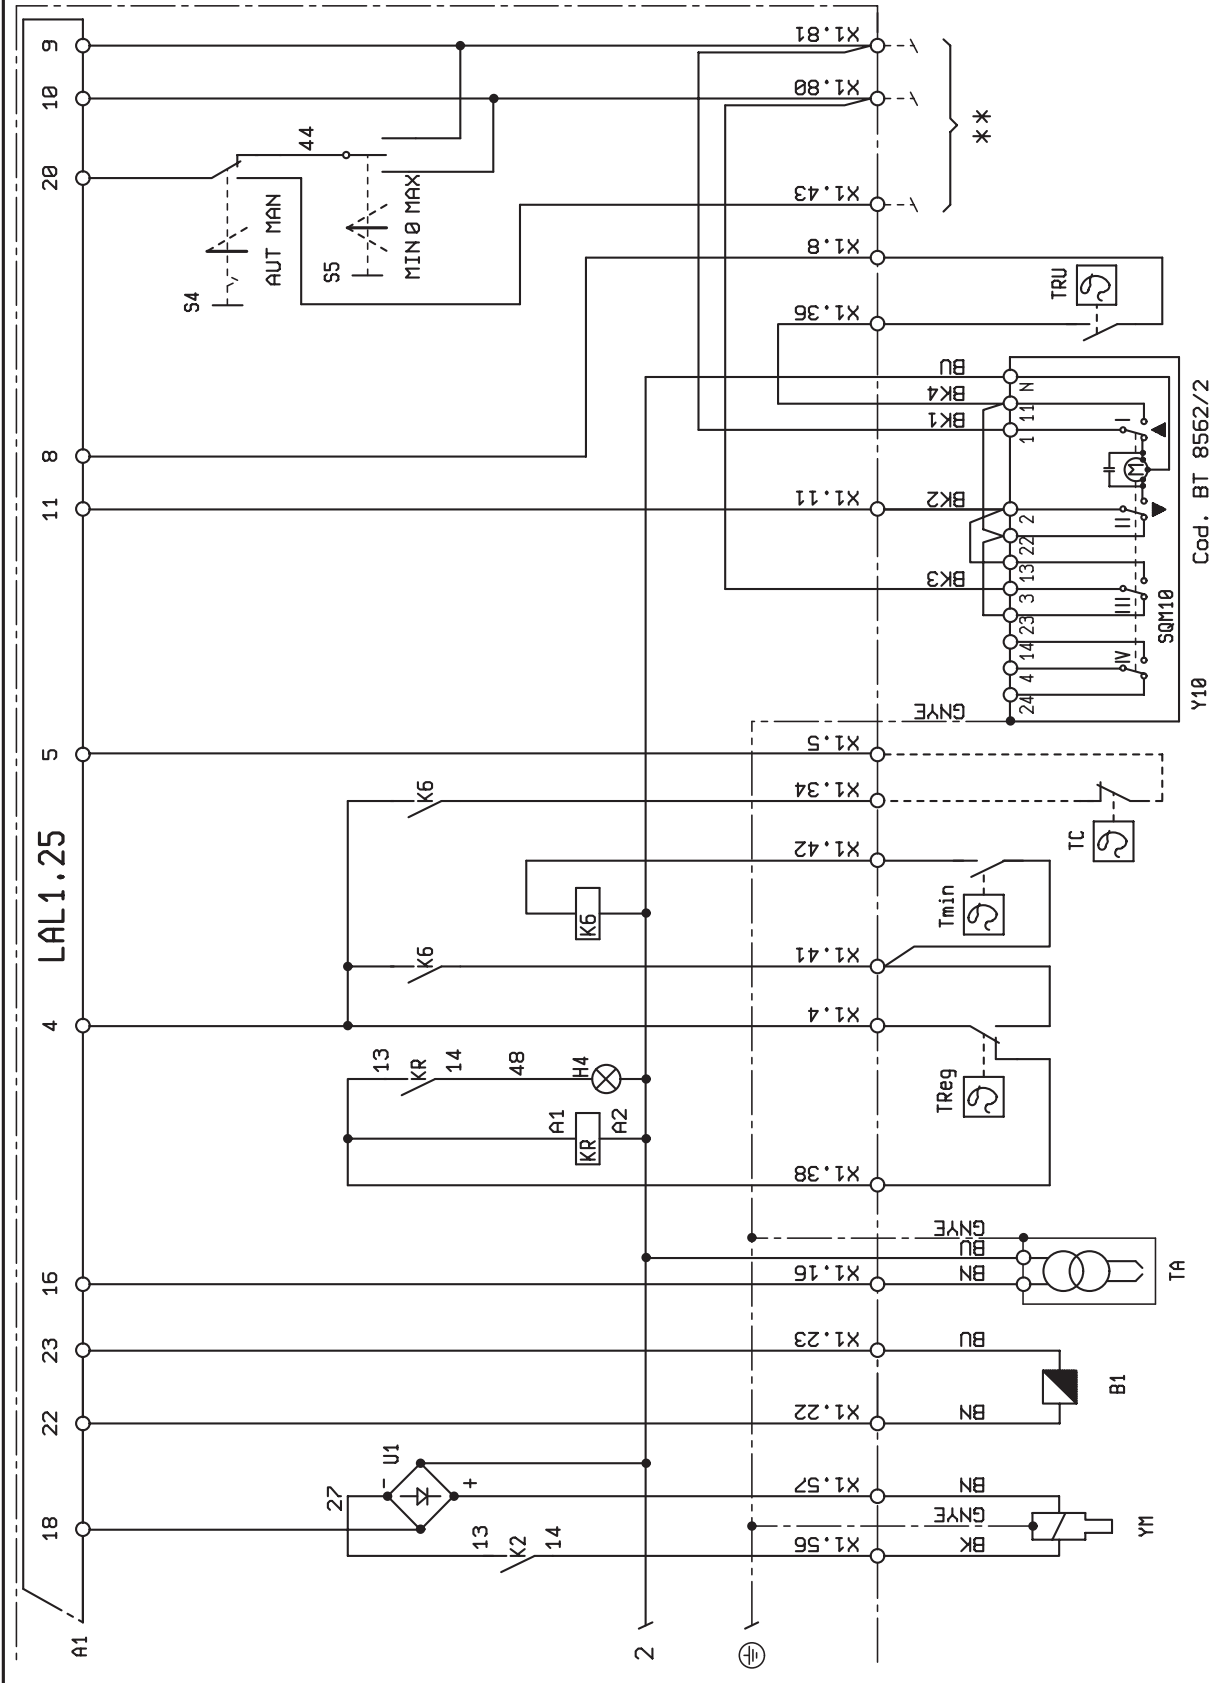 9
10
20
8
11
5
LAL1.25
4
16
23
22
18
A1
44
S4
AUT MAN
S5
MIN 0 MAX
X1.81
X1.80
X1.43
X1.8
X1.36
**
TRU
BU
BK4
BK1
X1.11
BK2
BK3
N
11
1
2
22
13
3
23
14
4
24
I
II
III
IV
M
SQM10
Y10
Cod. BT 8562/2
GNYE
X1.5
X1.34
K6
TC
X1.42
K6
Tmin
K6
X1.41
X1.4
13
KR
14
48
H4
A1
KR
A2
TReg
X1.38
GNYE
BU
X1.16
BN
TA
X1.23
BU
B1
X1.22
BN
U1
-
+
27
X1.57
BN
GNYE
YM
13
K2
14
X1.56
BK
2